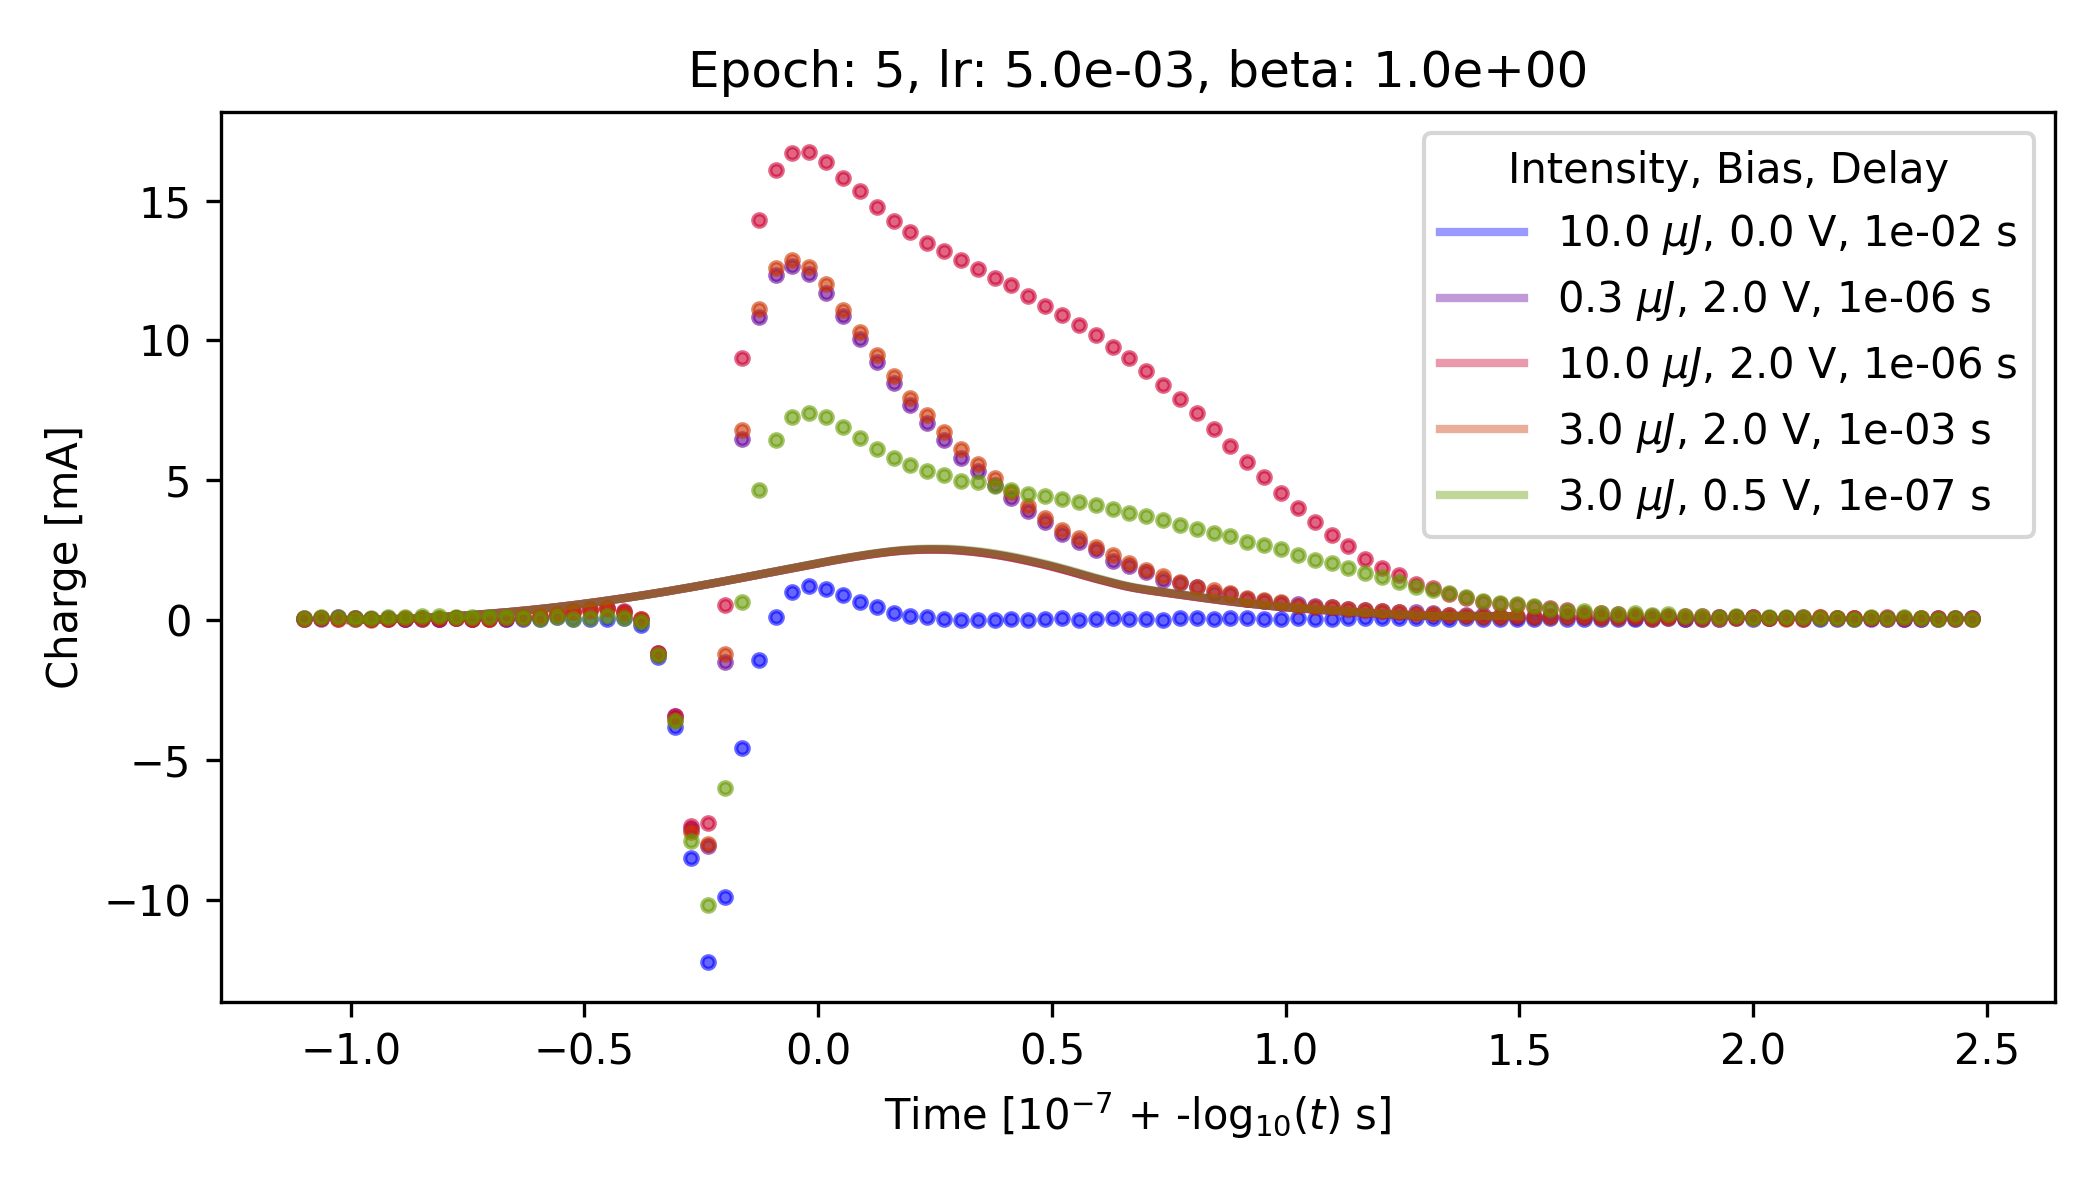 Epoch: 5, lr: 5.0e-03, beta: 1.0e+00
Charge [mA]
15
10
5
0
−5
−10
Intensity, Bias, Delay
10.0 μJ, 0.0 V, 1e-02 s
0.3 μJ, 2.0 V, 1e-06 s
10.0 μJ, 2.0 V, 1e-06 s
3.0 μJ, 2.0 V, 1e-03 s
3.0 μJ, 0.5 V, 1e-07 s
−1.0 −0.5 0.0 0.5 1.0 1.5 2.0 2.5
Time [10⁻⁷ + -log₁₀(t) s]